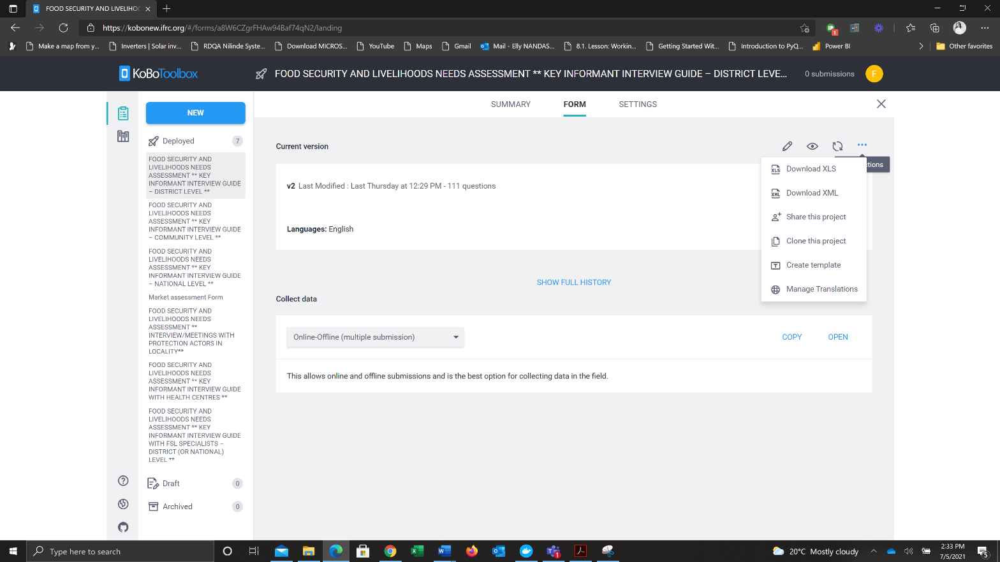 FOOD SECURITY AND LIVELIHO
https://kobonew.ifrc.org/#/forms/a8W6CZgrFHAw94Baf74qN2/landing
1
Make a map from y...
Inverters | Solar inv...
RDQA Nilinde Syste...
Download MICROS...
YouTube
Maps
Gmail
Mail - Elly NANDAS...
8.1. Lesson: Workin...
Getting Started Wit...
Introduction to PyQ...
Power BI
Other favorites
KoBoToolbox
FOOD SECURITY AND LIVELIHOODS NEEDS ASSESSMENT ** KEY INFORMANT INTERVIEW GUIDE – DISTRICT LEVE...
0 submissions
F
NEW
Deployed
7
FOOD SECURITY AND
LIVELIHOODS NEEDS
ASSESSMENT ** KEY
INFORMANT INTERVIEW GUIDE
– DISTRICT LEVEL **
FOOD SECURITY AND
LIVELIHOODS NEEDS
ASSESSMENT ** KEY
INFORMANT INTERVIEW GUIDE
– COMMUNITY LEVEL **
FOOD SECURITY AND
LIVELIHOODS NEEDS
ASSESSMENT ** KEY
INFORMANT INTERVIEW GUIDE
– NATIONAL LEVEL **
Market assessment Form
FOOD SECURITY AND
LIVELIHOODS NEEDS
ASSESSMENT **
INTERVIEW/MEETINGS WITH
PROTECTION ACTORS IN
LOCALITY**
FOOD SECURITY AND
LIVELIHOODS NEEDS
ASSESSMENT ** KEY
INFORMANT INTERVIEW GUIDE
WITH HEALTH CENTRES **
FOOD SECURITY AND
LIVELIHOODS NEEDS
ASSESSMENT ** KEY
INFORMANT INTERVIEW GUIDE
WITH FSL SPECIALISTS –
DISTRICT (OR NATIONAL)
LEVEL **
Draft
0
Archived
0
SUMMARY
FORM
SETTINGS
Current version
tions
v2 Last Modified : Last Thursday at 12:29 PM - 111 questions
Languages: English
XLS Download XLS
XML Download XML
Share this project
Clone this project
T Create template
Manage Translations
SHOW FULL HISTORY
Collect data
Online-Offline (multiple submission)
COPY
OPEN
This allows online and offline submissions and is the best option for collecting data in the field.
Type here to search
1
20°C Mostly cloudy
2:33 PM
7/5/2021
5